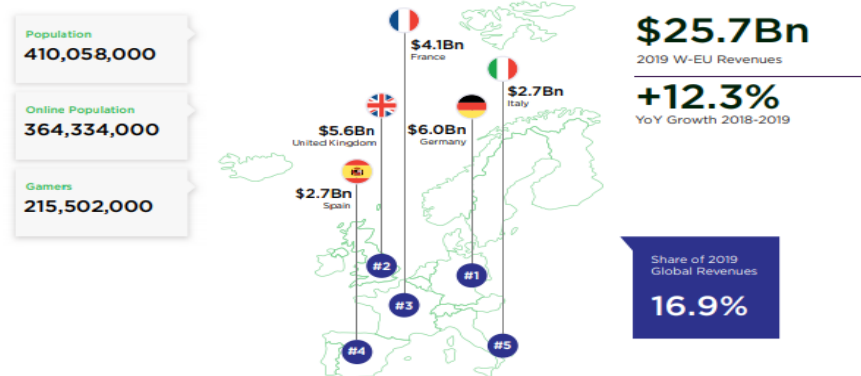 Population
410,058,000
Online Population
364,334,000
Gamers
215,502,000
$4.1Bn
France
$2.7Bn
Italy
$5.6Bn
United Kingdom
$6.0Bn
Germany
$2.7Bn
Spain
#2
#1
#3
#4
#5
$25.7Bn
2019 W-EU Revenues
+12.3%
YoY Growth 2018-2019
Share of 2019
Global Revenues
16.9%